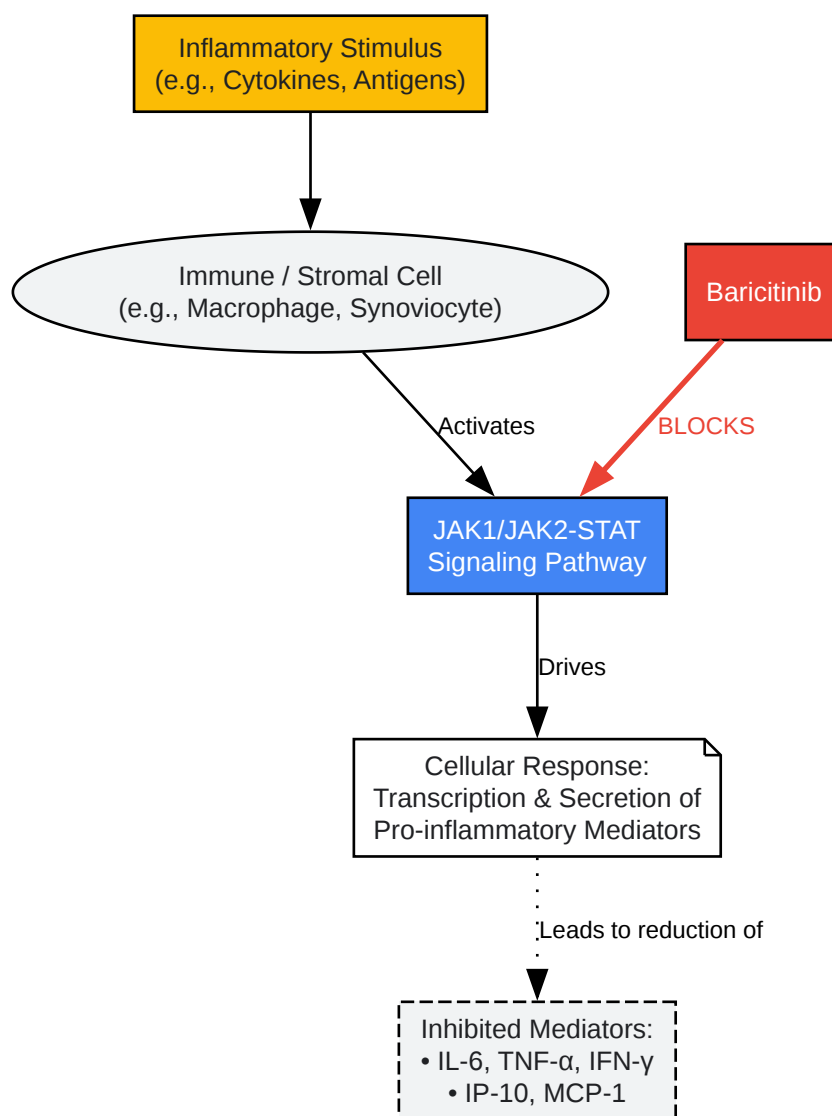 Inflammatory Stimulus
(e.g., Cytokines, Antigens)
Immune / Stromal Cell
(e.g., Macrophage, Synoviocyte)
Baricitinib
Activates
BLOCKS
JAK1/JAK2-STAT
Signaling Pathway
Drives
Cellular Response:
Transcription & Secretion of
Pro-inflammatory Mediators
Leads to reduction of
Inhibited Mediators:
• IL-6, TNF-α, IFN-γ
• IP-10, MCP-1